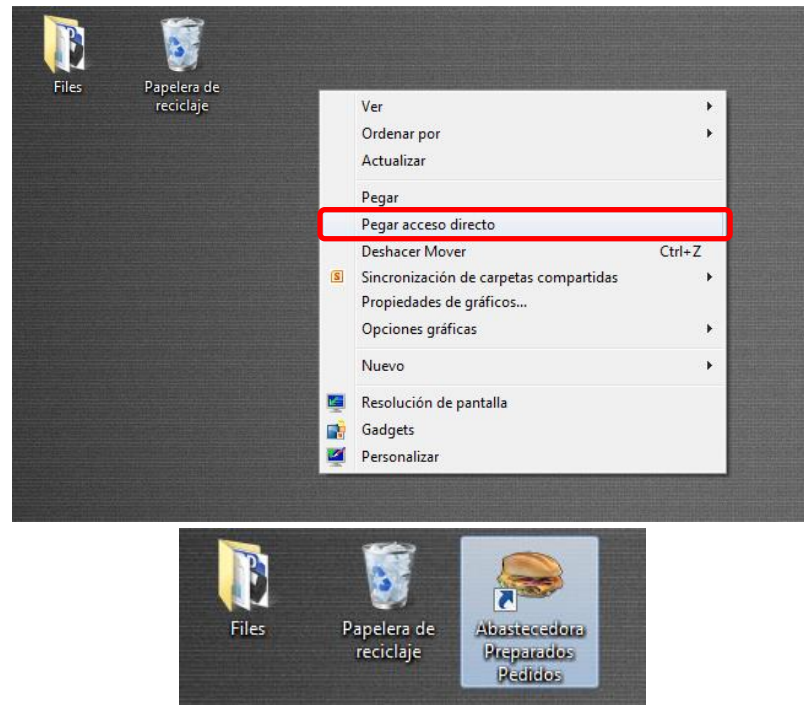 Files
Papelera de
reciclaje
Ver
Ordenar por
Actualizar
Pegar
Pegar acceso directo
Deshacer Mover Ctrl+Z
Sincronización de carpetas compartidas
Propiedades de gráficos...
Opciones gráficas
Nuevo
Resolución de pantalla
Gadgets
Personalizar
Files
Papelera de
reciclaje
Abastecedora
Preparados
Pedidos